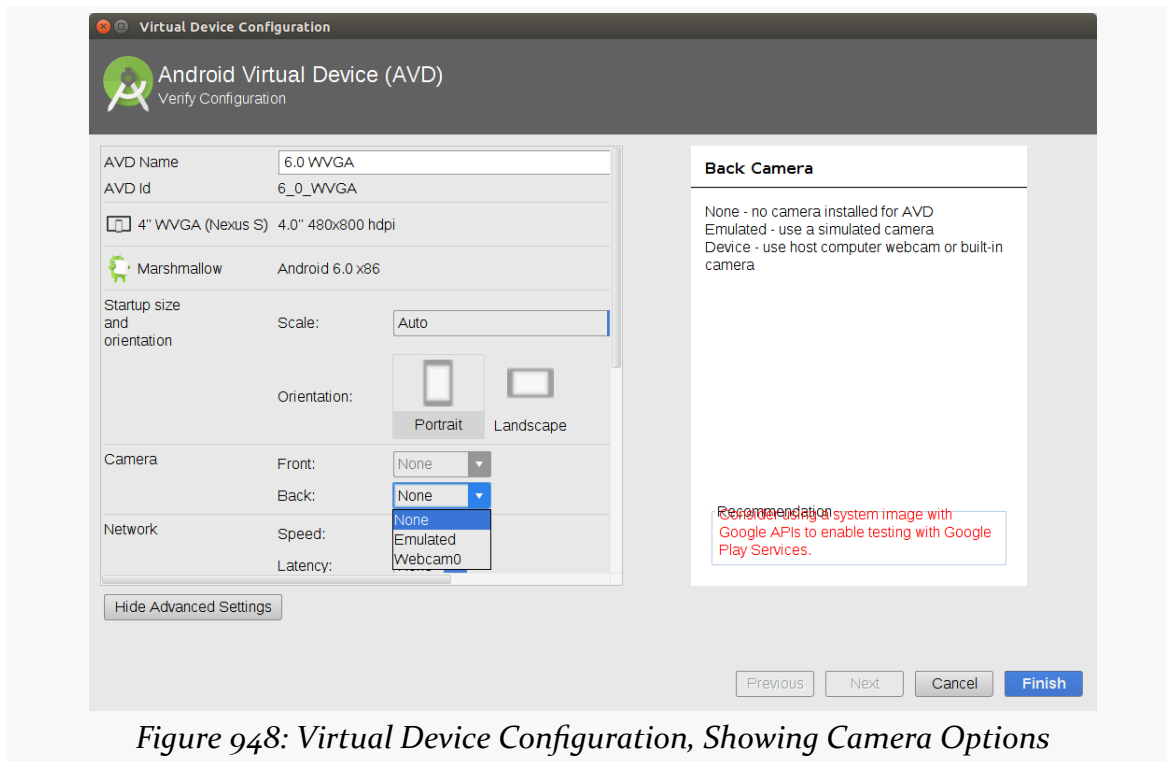 Virtual Device Configuration
Android Virtual Device (AVD)
Verify Configuration
AVD Name
6.0 WVGA
AVD Id
6_0_WVGA
4" WVGA (Nexus S)
4.0" 480x800 hdpi
Marshmallow
Android 6.0 x86
Startup size
and
orientation
Scale:
Auto
Orientation:
Portrait
Landscape
Camera
Front:
None
Back:
None
None
Emulated
Webcam0
Network
Speed:
Latency:
Hide Advanced Settings
Back Camera
None - no camera installed for AVD
Emulated - use a simulated camera
Device - use host computer webcam or built-in
camera
Recommendation
Consider using a system image with
Google APIs to enable testing with Google
Play Services.
Previous
Next
Cancel
Finish
Figure 948: Virtual Device Configuration, Showing Camera Options